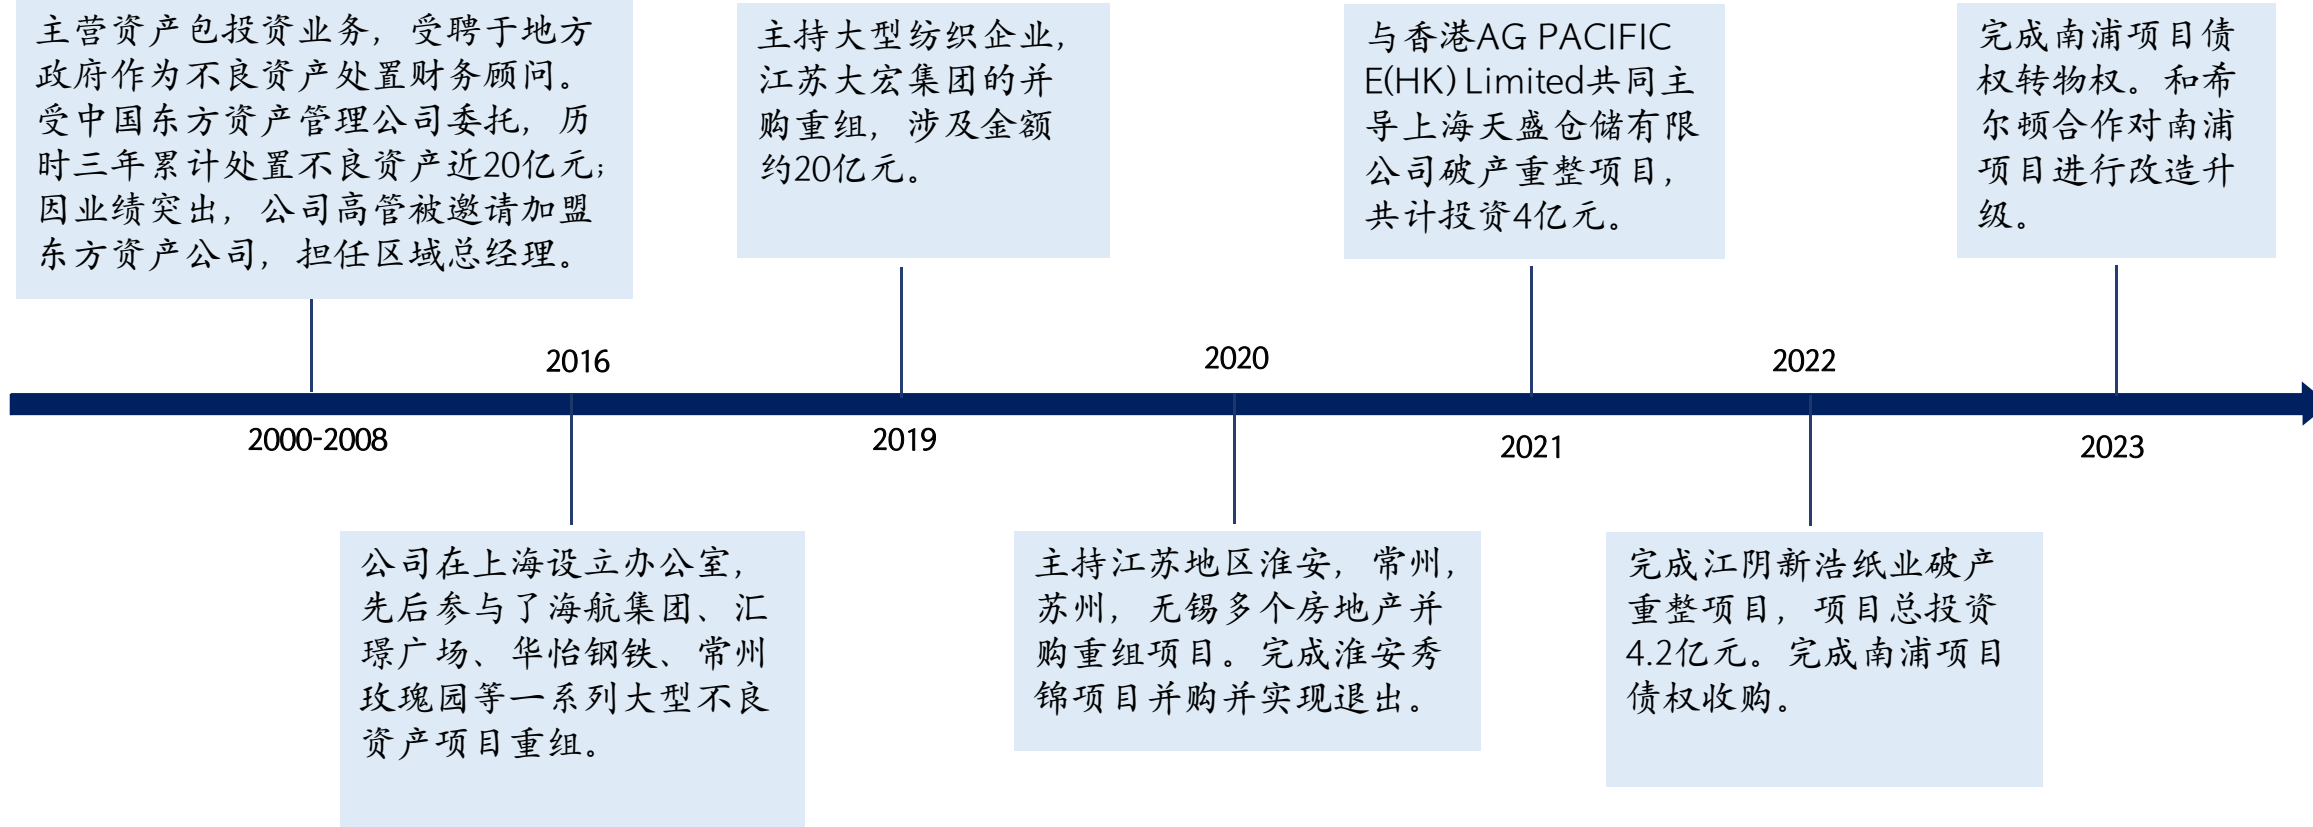 主营资产包投资业务，受聘于地方
政府作为不良资产处置财务顾问。
受中国东方资产管理公司委托，历
时三年累计处置不良资产近20亿元;
因业绩突出，公司高管被邀请加盟
东方资产公司，担任区域总经理。
主持大型纺织企业,
江苏大宏集团的并
购重组，涉及金额
约20亿元。
与香港AG PACIFIC
E(HK) Limited共同主
导上海天盛仓储有限
公司破产重整项目,
共计投资4亿元。
完成南浦项目债
权转物权。和希
尔顿合作对南浦
项目进行改造升
级。
2016
2020
2022
2000-2008
2019
2021
2023
公司在上海设立办公室,
先后参与了海航集团、汇
璟广场、华怡钢铁、常州
玫瑰园等一系列大型不良
资产项目重组。
主持江苏地区淮安，常州,
苏州，无锡多个房地产并
购重组项目。完成淮安秀
锦项目并购并实现退出。
完成江阴新浩纸业破产
重整项目，项目总投资
4.2亿元。完成南浦项目
债权收购。